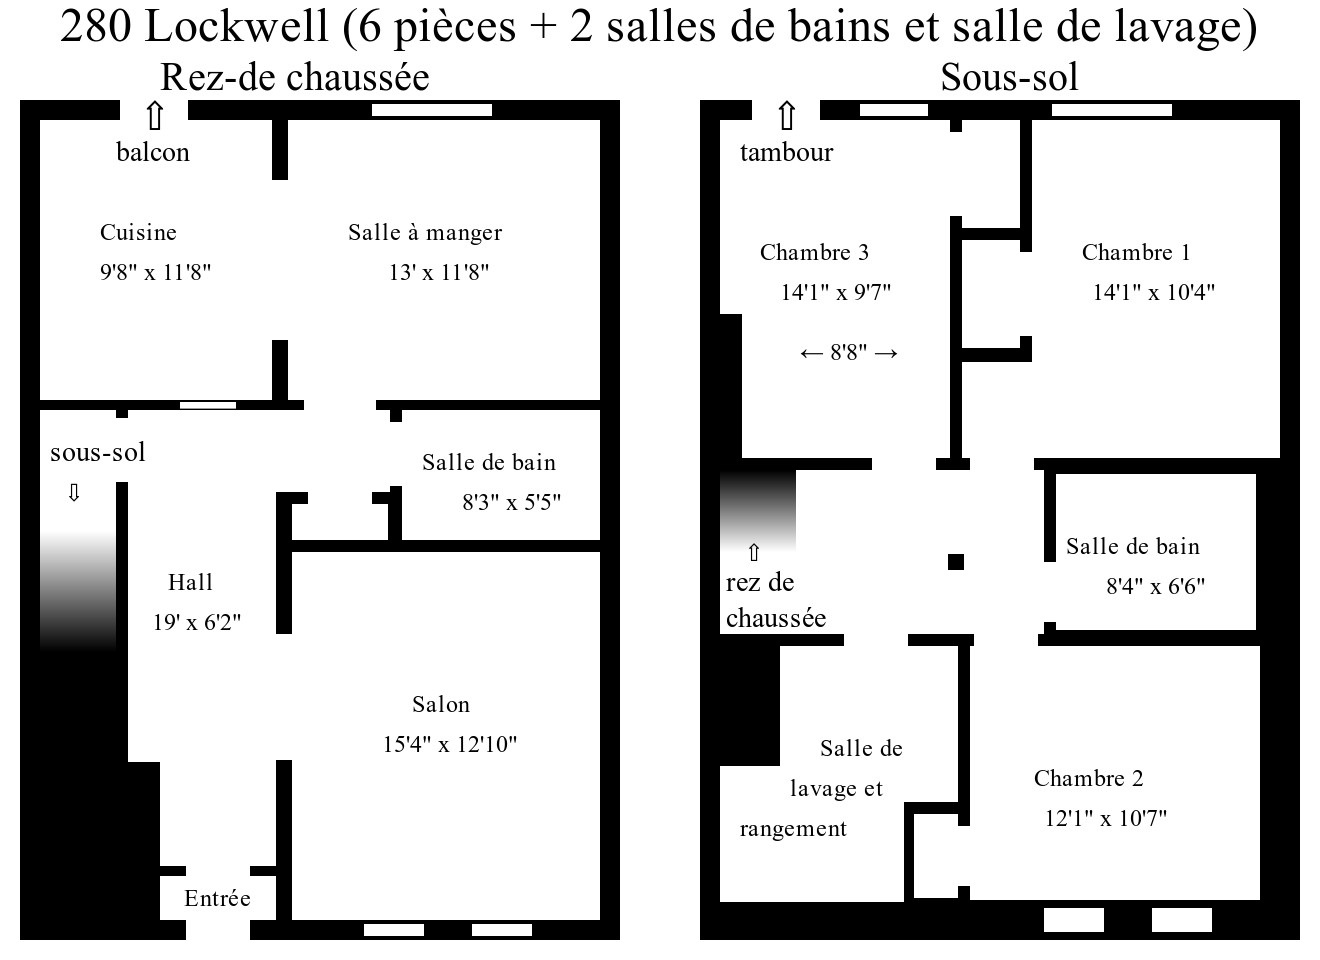 280 Lockwell (6 pièces + 2 salles de bains et salle de lavage)
Rez-de chaussée
⇧
balcon
Cuisine
9'8" x 11'8"
Salle à manger
13' x 11'8"
sous-sol
⇩
Salle de bain
8'3" x 5'5"
Hall
19' x 6'2"
Salon
15'4" x 12'10"
Entrée
Sous-sol
⇧
tambour
Chambre 3
14'1" x 9'7"
← 8'8" →
Chambre 1
14'1" x 10'4"
⇧
rez de
chaussée
Salle de bain
8'4" x 6'6"
Salle de
lavage et
rangement
Chambre 2
12'1" x 10'7"